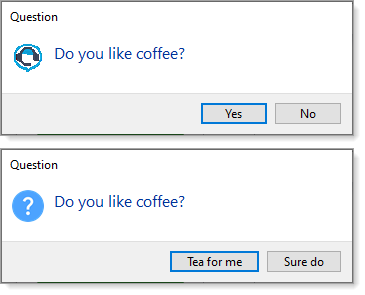 Question
Do you like coffee?
Yes No
Question
? Do you like coffee?
Tea for me Sure do